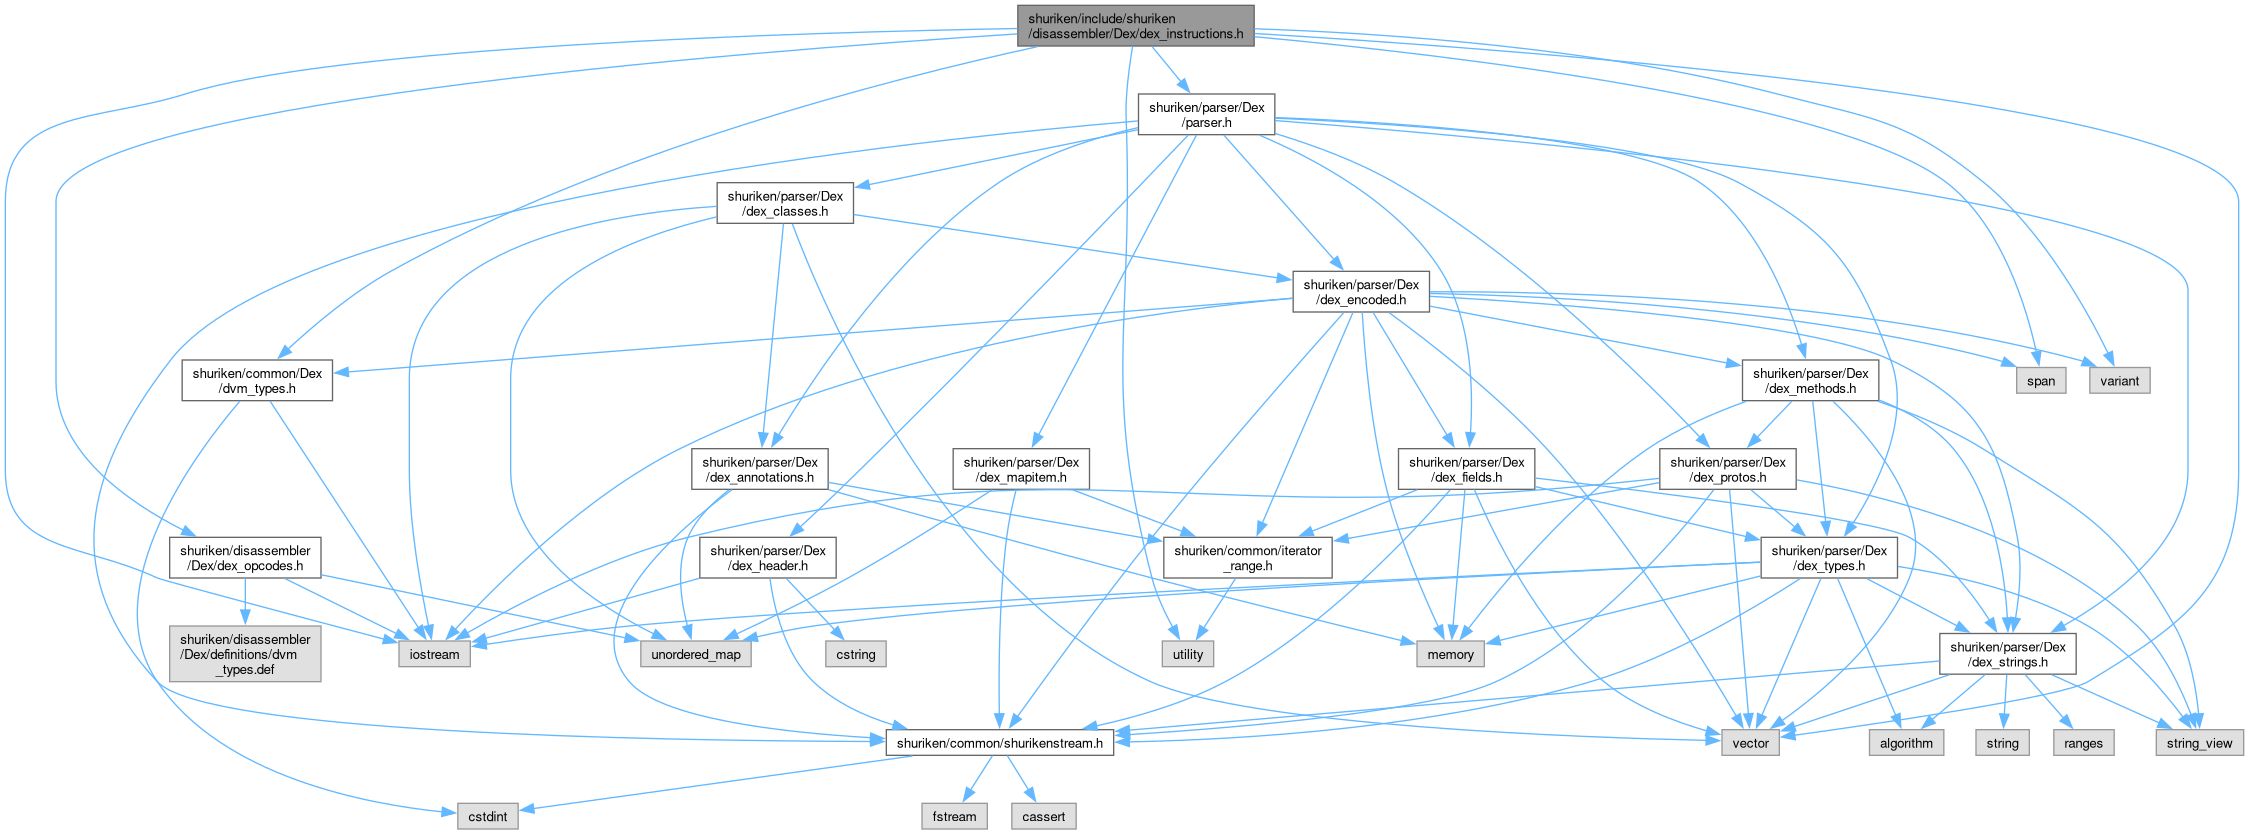 shuriken/include/shuriken
/disassembler/Dex/dex_instructions.h
shuriken/parser/Dex
/parser.h
shuriken/parser/Dex
/dex_classes.h
shuriken/parser/Dex
/dex_encoded.h
shuriken/common/Dex
/dvm_types.h
shuriken/parser/Dex
/dex_methods.h
span
variant
shuriken/parser/Dex
/dex_annotations.h
shuriken/parser/Dex
/dex_mapitem.h
shuriken/parser/Dex
/dex_fields.h
shuriken/parser/Dex
/dex_protos.h
shuriken/disassembler
/Dex/dex_opcodes.h
shuriken/parser/Dex
/dex_header.h
shuriken/common/iterator
_range.h
shuriken/parser/Dex
/dex_types.h
shuriken/disassembler
/Dex/definitions/dvm
_types.def
iostream
unordered_map
cstring
utility
memory
shuriken/parser/Dex
/dex_strings.h
shuriken/common/shurikenstream.h
vector
algorithm
string
ranges
string_view
cstdint
fstream
cassert